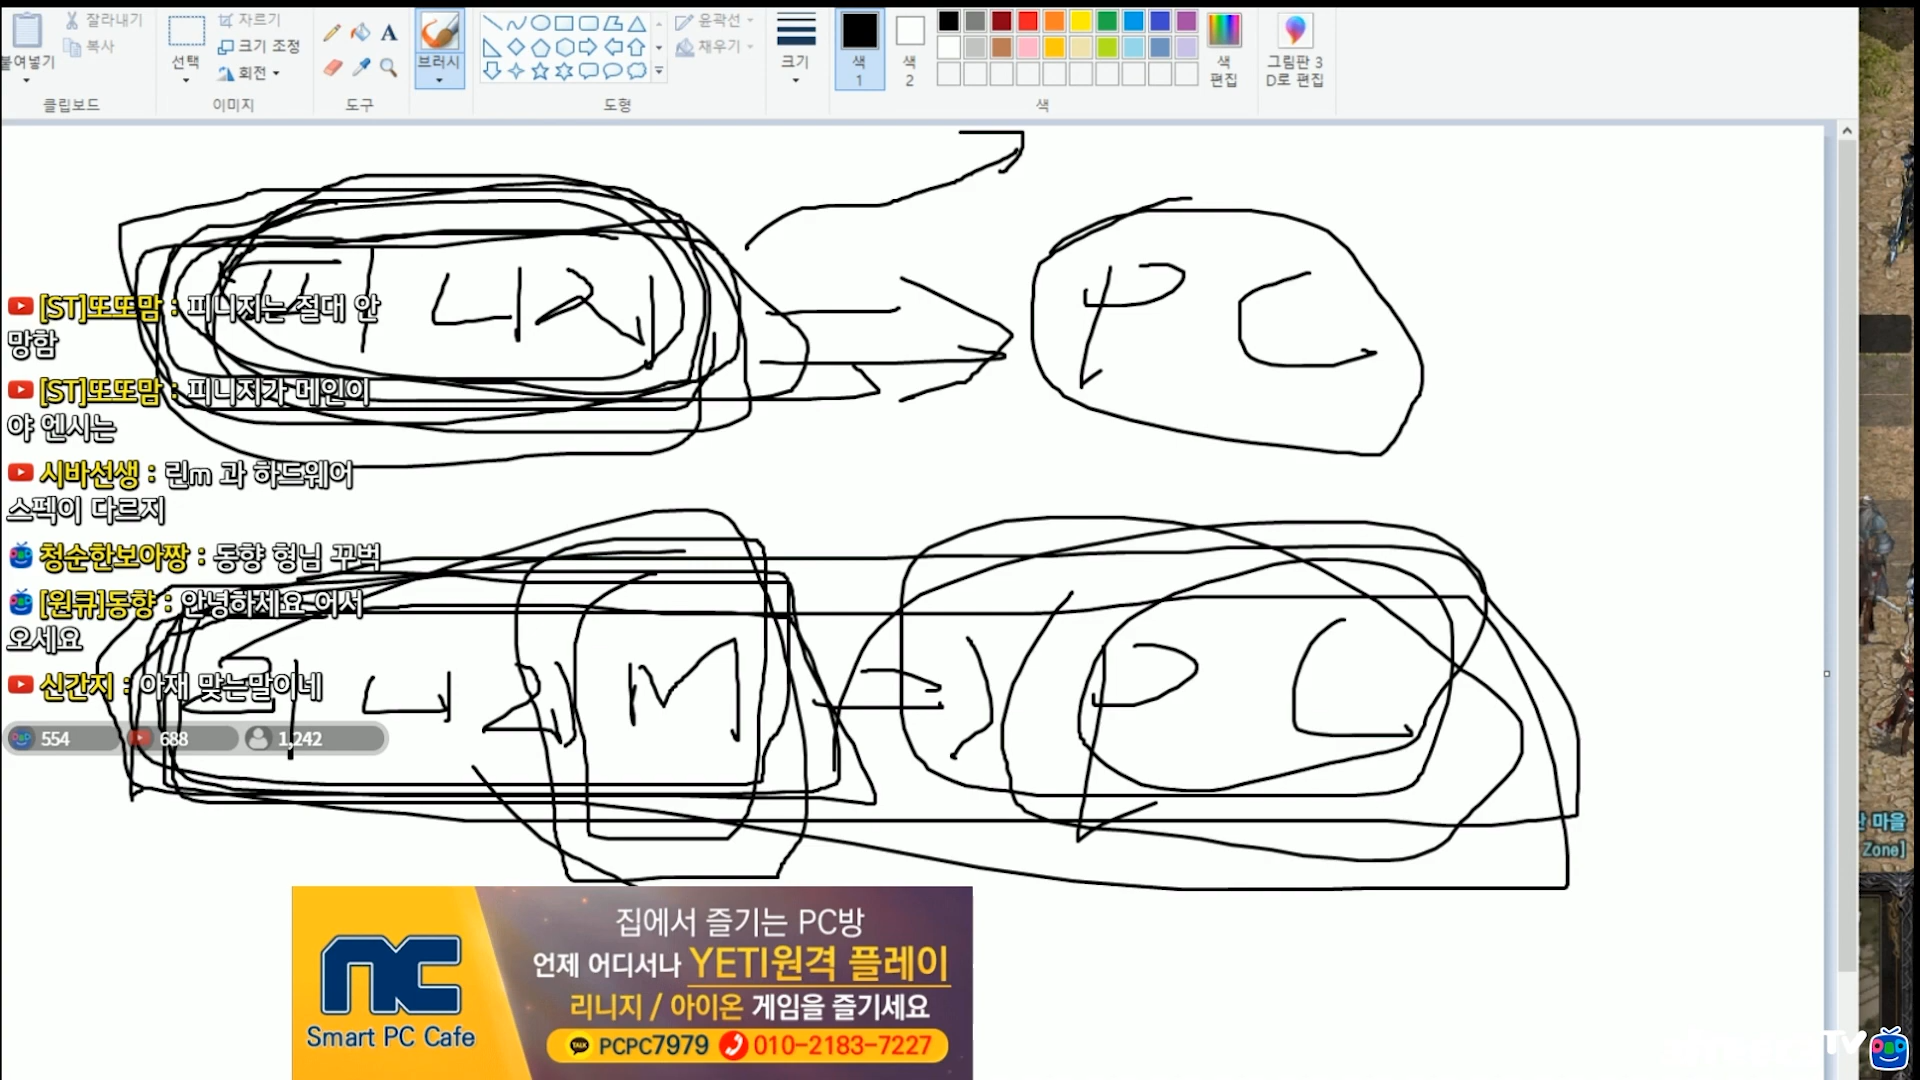 붙여넣기
잘라내기
복사
클립보드
선택
자르기
크기 조정
회전
이미지
A
도구
브러시
도형
윤곽선
채우기
크기
색
1
색
2
색
편집
색
그림판 3
D로 편집
리니지
PC
[ST]또또맘 : 피니지는 절대 안
망함
[ST]또또맘 : 피니지가 메인이
야 엔시는
시바선생 : 린m 과 하드웨어
스펙이 다르지
청순한보아짱 : 동향 형님 꾸벅
[원큐]동향 : 안녕하세요 어서
오세요
신간지 : 아재 맞는말이네
리니지M
PC
554
688
1,242
마을
Zone]
nc
Smart PC Cafe
집에서 즐기는 PC방
언제 어디서나 YETI원격 플레이
리니지 / 아이온 게임을 즐기세요
TALK PCPC7979 010-2183-7227
TV